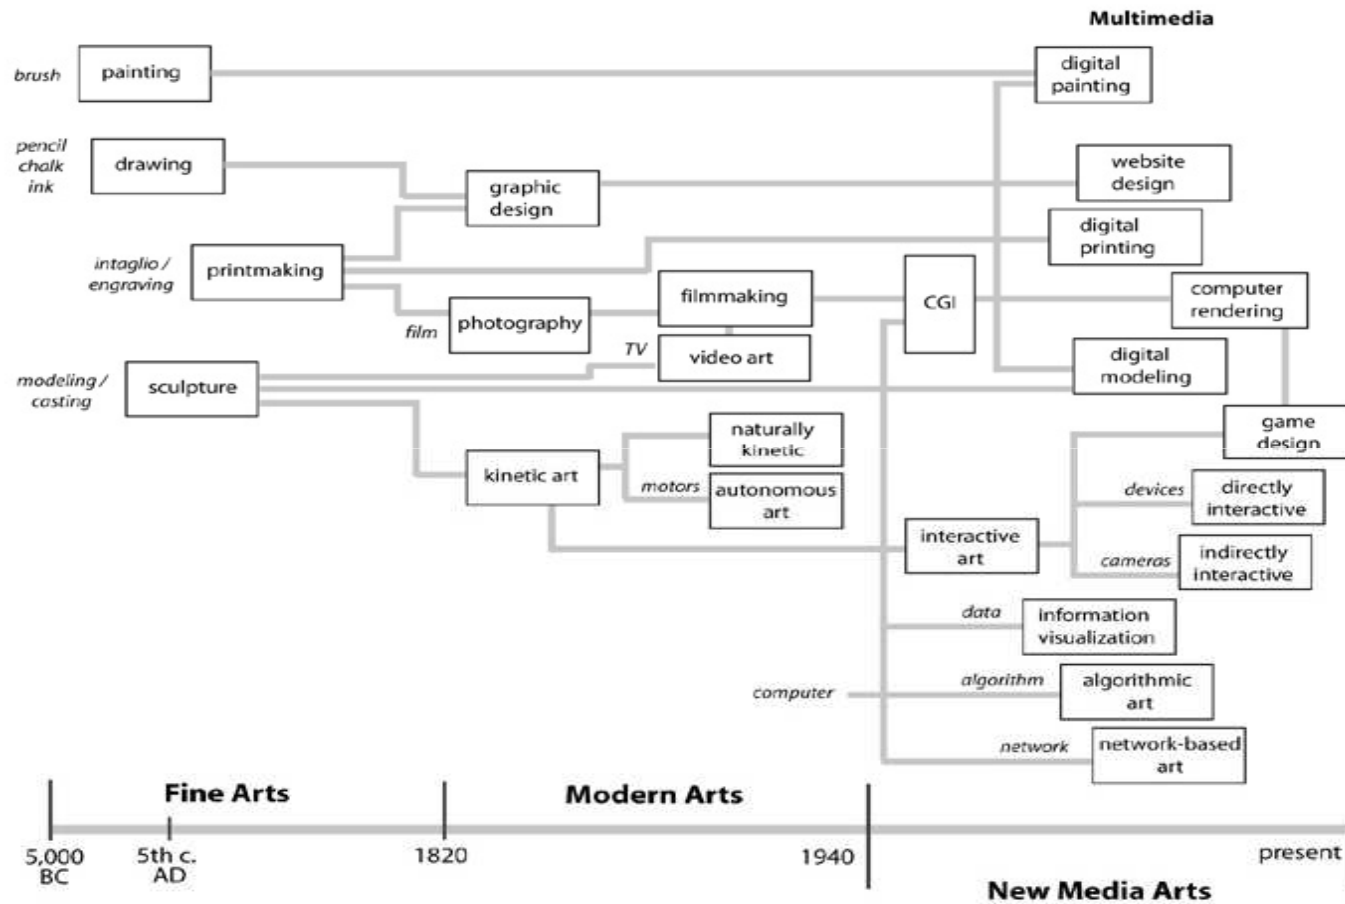 Multimedia
brush
painting
digital
painting
pencil
chalk
ink
drawing
graphic
design
website
design
intaglio /
engraving
printmaking
digital
printing
film
photography
filmmaking
CGI
computer
rendering
TV
video art
modeling /
casting
sculpture
digital
modeling
kinetic art
naturally
kinetic
motors
autonomous
art
game
design
interactive
art
devices
directly
interactive
cameras
indirectly
interactive
data
information
visualization
computer
algorithm
algorithmic
art
network
network-based
art
Fine Arts
Modern Arts
5,000
BC
5th c.
AD
1820
1940
present
New Media Arts